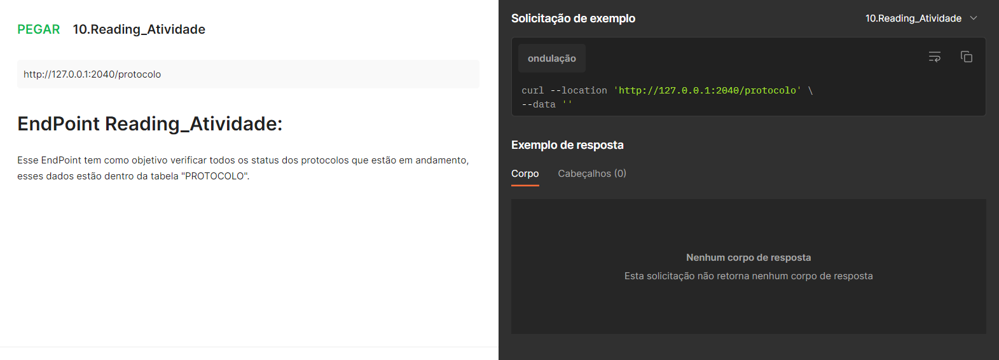 PEGAR 10.Reading_Atividade
http://127.0.0.1:2040/protocolo
EndPoint Reading_Atividade:
Esse EndPoint tem como objetivo verificar todos os status dos protocolos que estão em andamento,
esses dados estão dentro da tabela "PROTOCOLO".
Solicitação de exemplo
10.Reading_Atividade
ondulação
curl --location 'http://127.0.0.1:2040/protocolo' \
--data ''
Exemplo de resposta
Corpo Cabeçalhos (0)
Nenhum corpo de resposta
Esta solicitação não retorna nenhum corpo de resposta